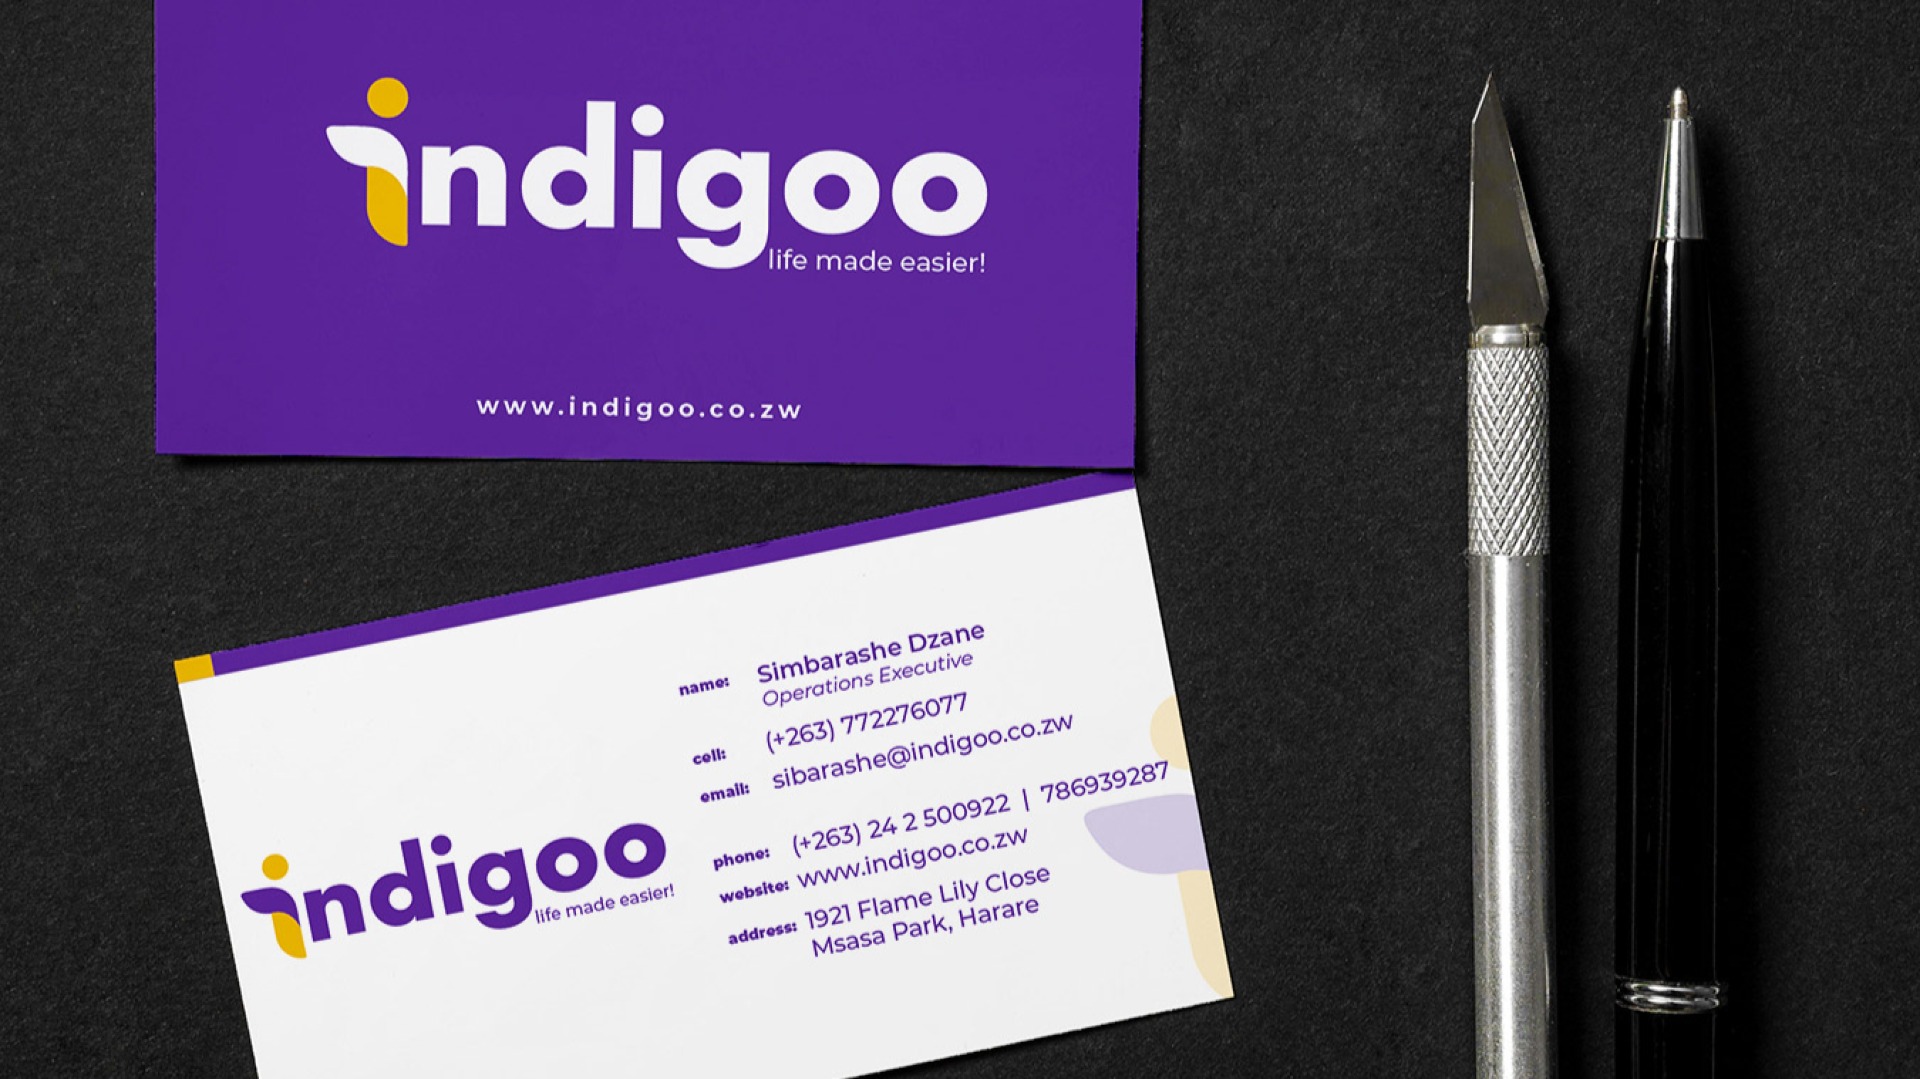 indigoo
life made easier!
www.indigoo.co.zw
name: Simbarashe Dzane
Operations Executive
cell: (+263) 772276077
email: sibarashe@indigoo.co.zw
phone: (+263) 24 2 500922 | 786939287
website: www.indigoo.co.zw
address: 1921 Flame Lily Close
Msasa Park, Harare
indigoo
life made easier!